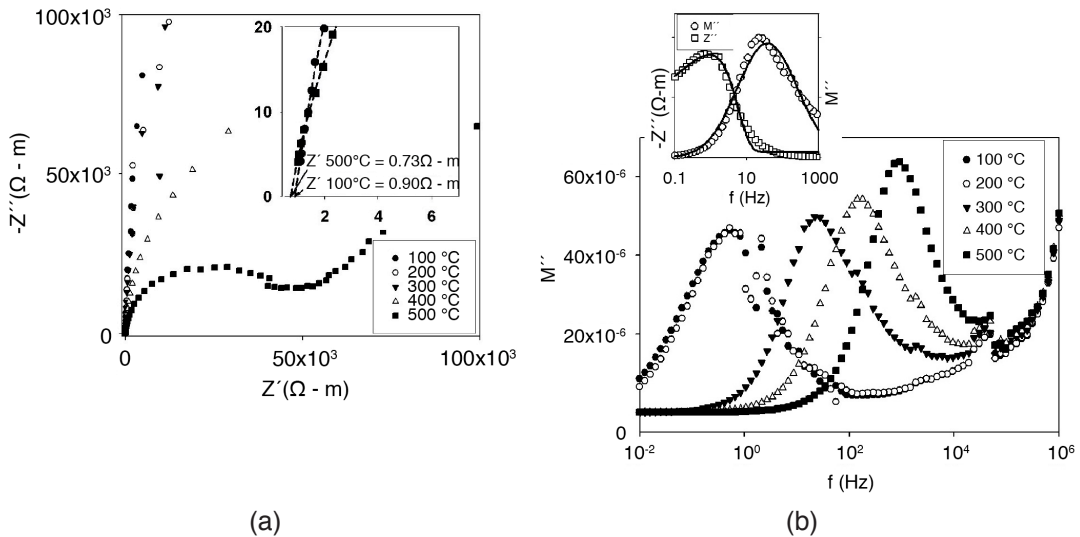 100x10³
50x10³
0
-Z´´(Ω - m)
0
50x10³
100x10³
Z´(Ω - m)
20
10
0
2
4
6
Z´ 500°C = 0.73Ω - m
Z´ 100°C = 0.90Ω - m
100 °C
200 °C
300 °C
400 °C
500 °C
(a)
M´´
Z´´
-Z´´(Ω-m)
M´´
0.1
10
1000
f (Hz)
60x10⁻⁶
40x10⁻⁶
20x10⁻⁶
0
M´´
100 °C
200 °C
300 °C
400 °C
500 °C
10⁻²
10⁰
10²
10⁴
10⁶
f (Hz)
(b)